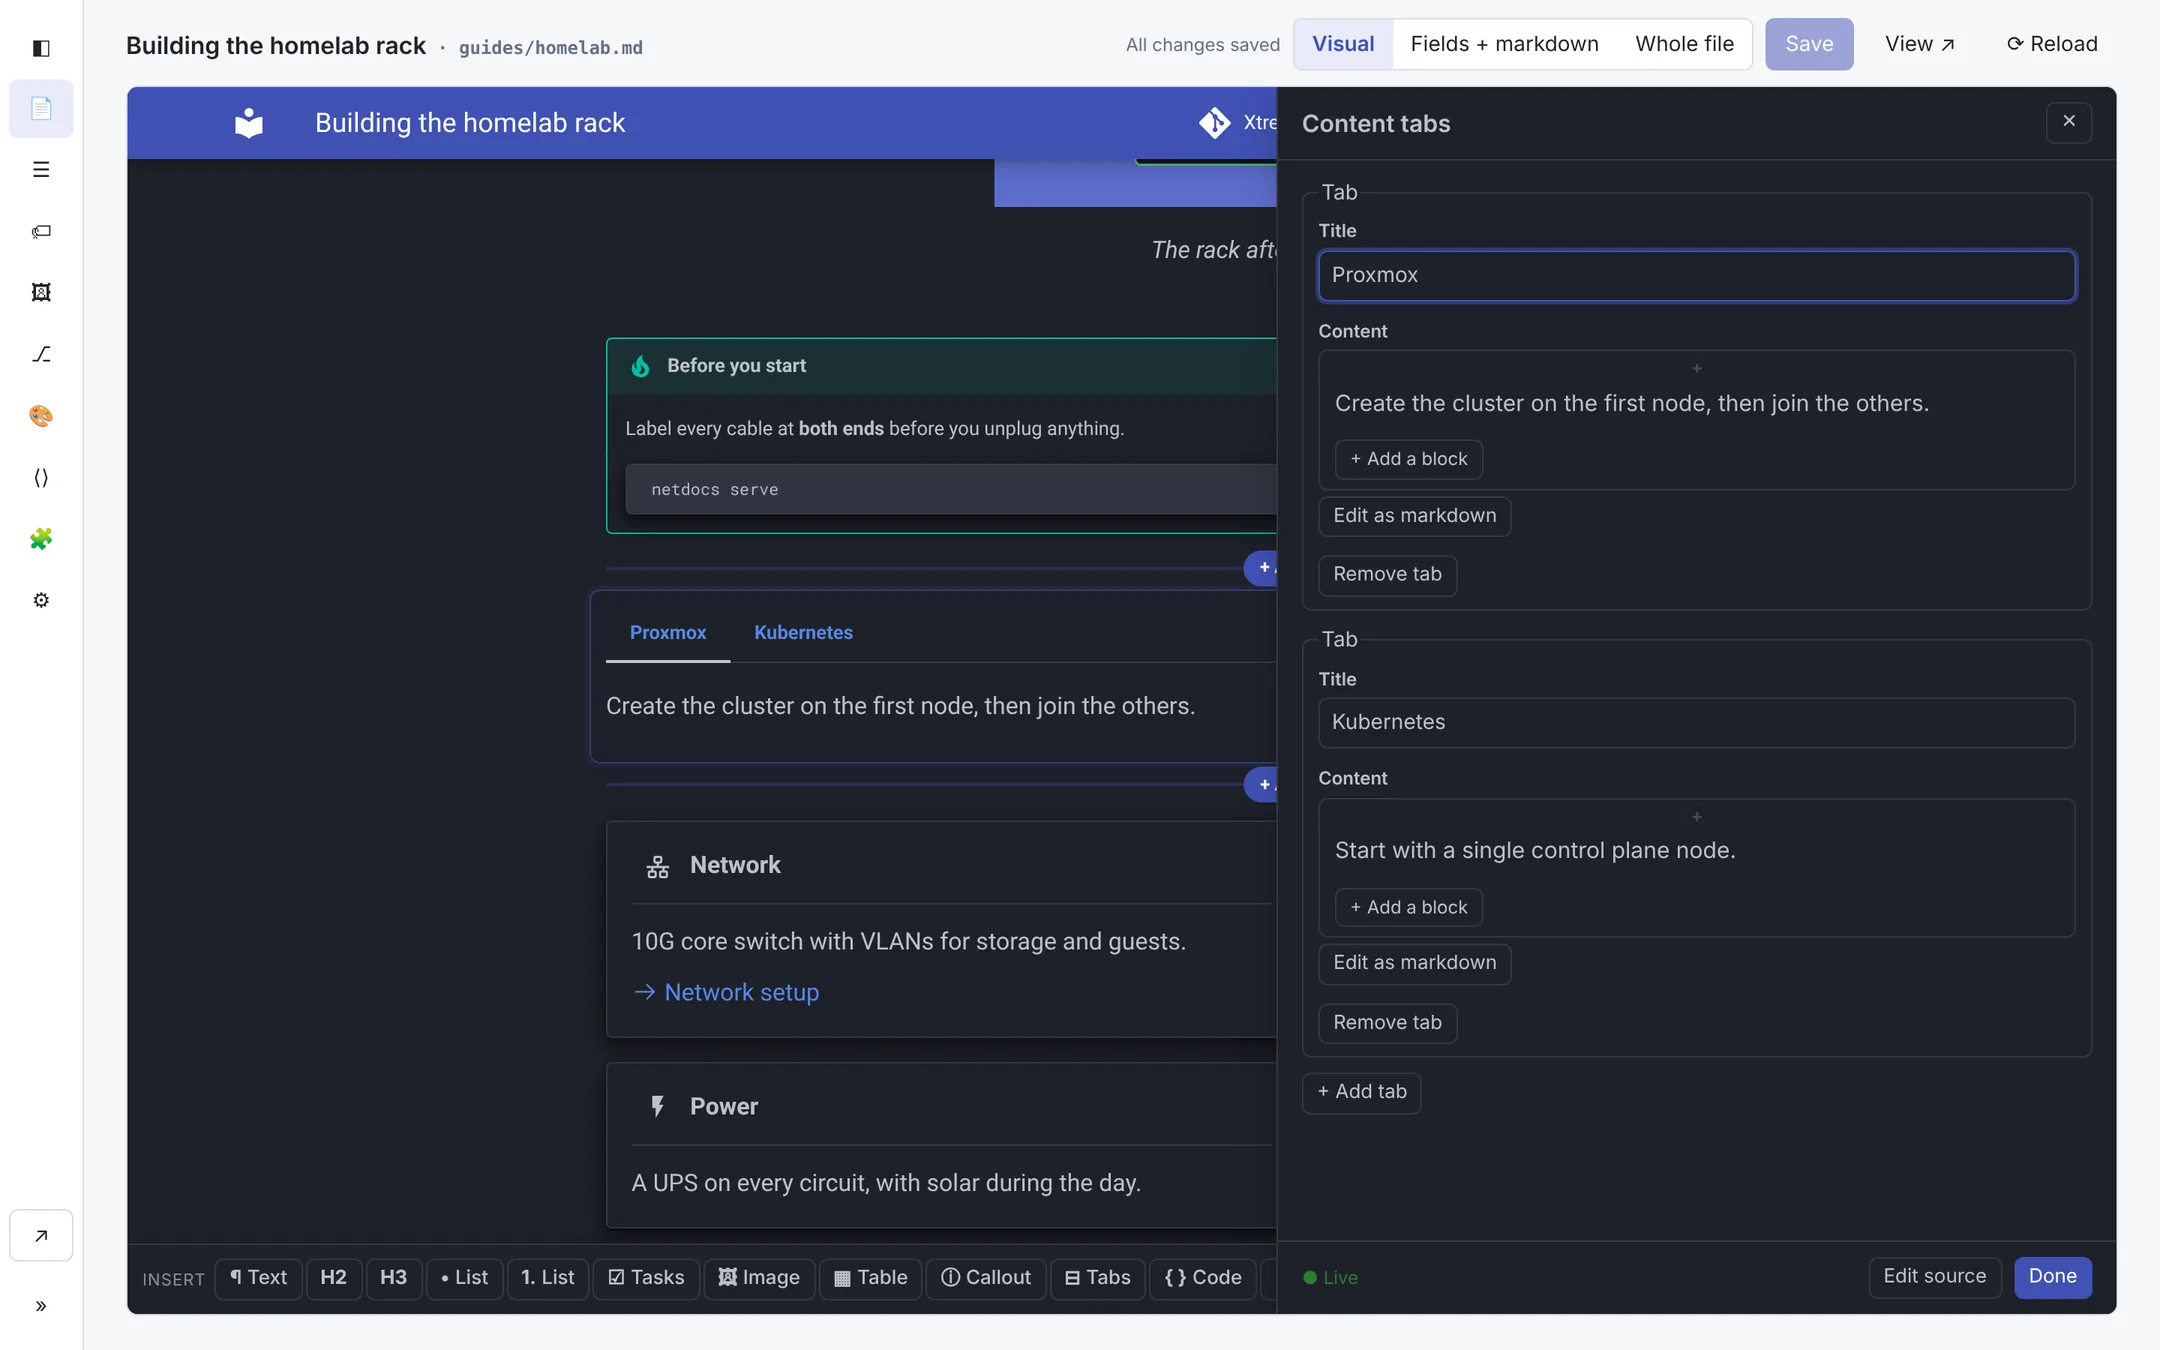 Building the homelab rack · guides/homelab.md
All changes saved
Visual
Fields + markdown
Whole file
Save
View ↗
⟳ Reload
Building the homelab rack
Xtre
The rack aft
Before you start
Label every cable at both ends before you unplug anything.
netdocs serve
+
Proxmox
Kubernetes
Create the cluster on the first node, then join the others.
+
Network
10G core switch with VLANs for storage and guests.
→ Network setup
Power
A UPS on every circuit, with solar during the day.
INSERT
¶ Text
H2
H3
• List
1. List
☑ Tasks
Image
Table
ⓘ Callout
Tabs
{ } Code
Content tabs
×
Tab
Title
Proxmox
Content
+
Create the cluster on the first node, then join the others.
+ Add a block
Edit as markdown
Remove tab
Tab
Title
Kubernetes
Content
+
Start with a single control plane node.
+ Add a block
Edit as markdown
Remove tab
+ Add tab
Live
Edit source
Done